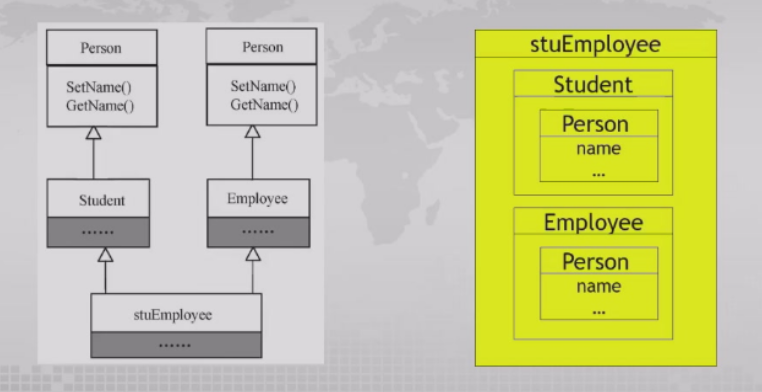 Person
SetName()
GetName()
Person
SetName()
GetName()
Student
......
Employee
......
stuEmployee
......
stuEmployee
Student
Person
name
...
Employee
Person
name
...